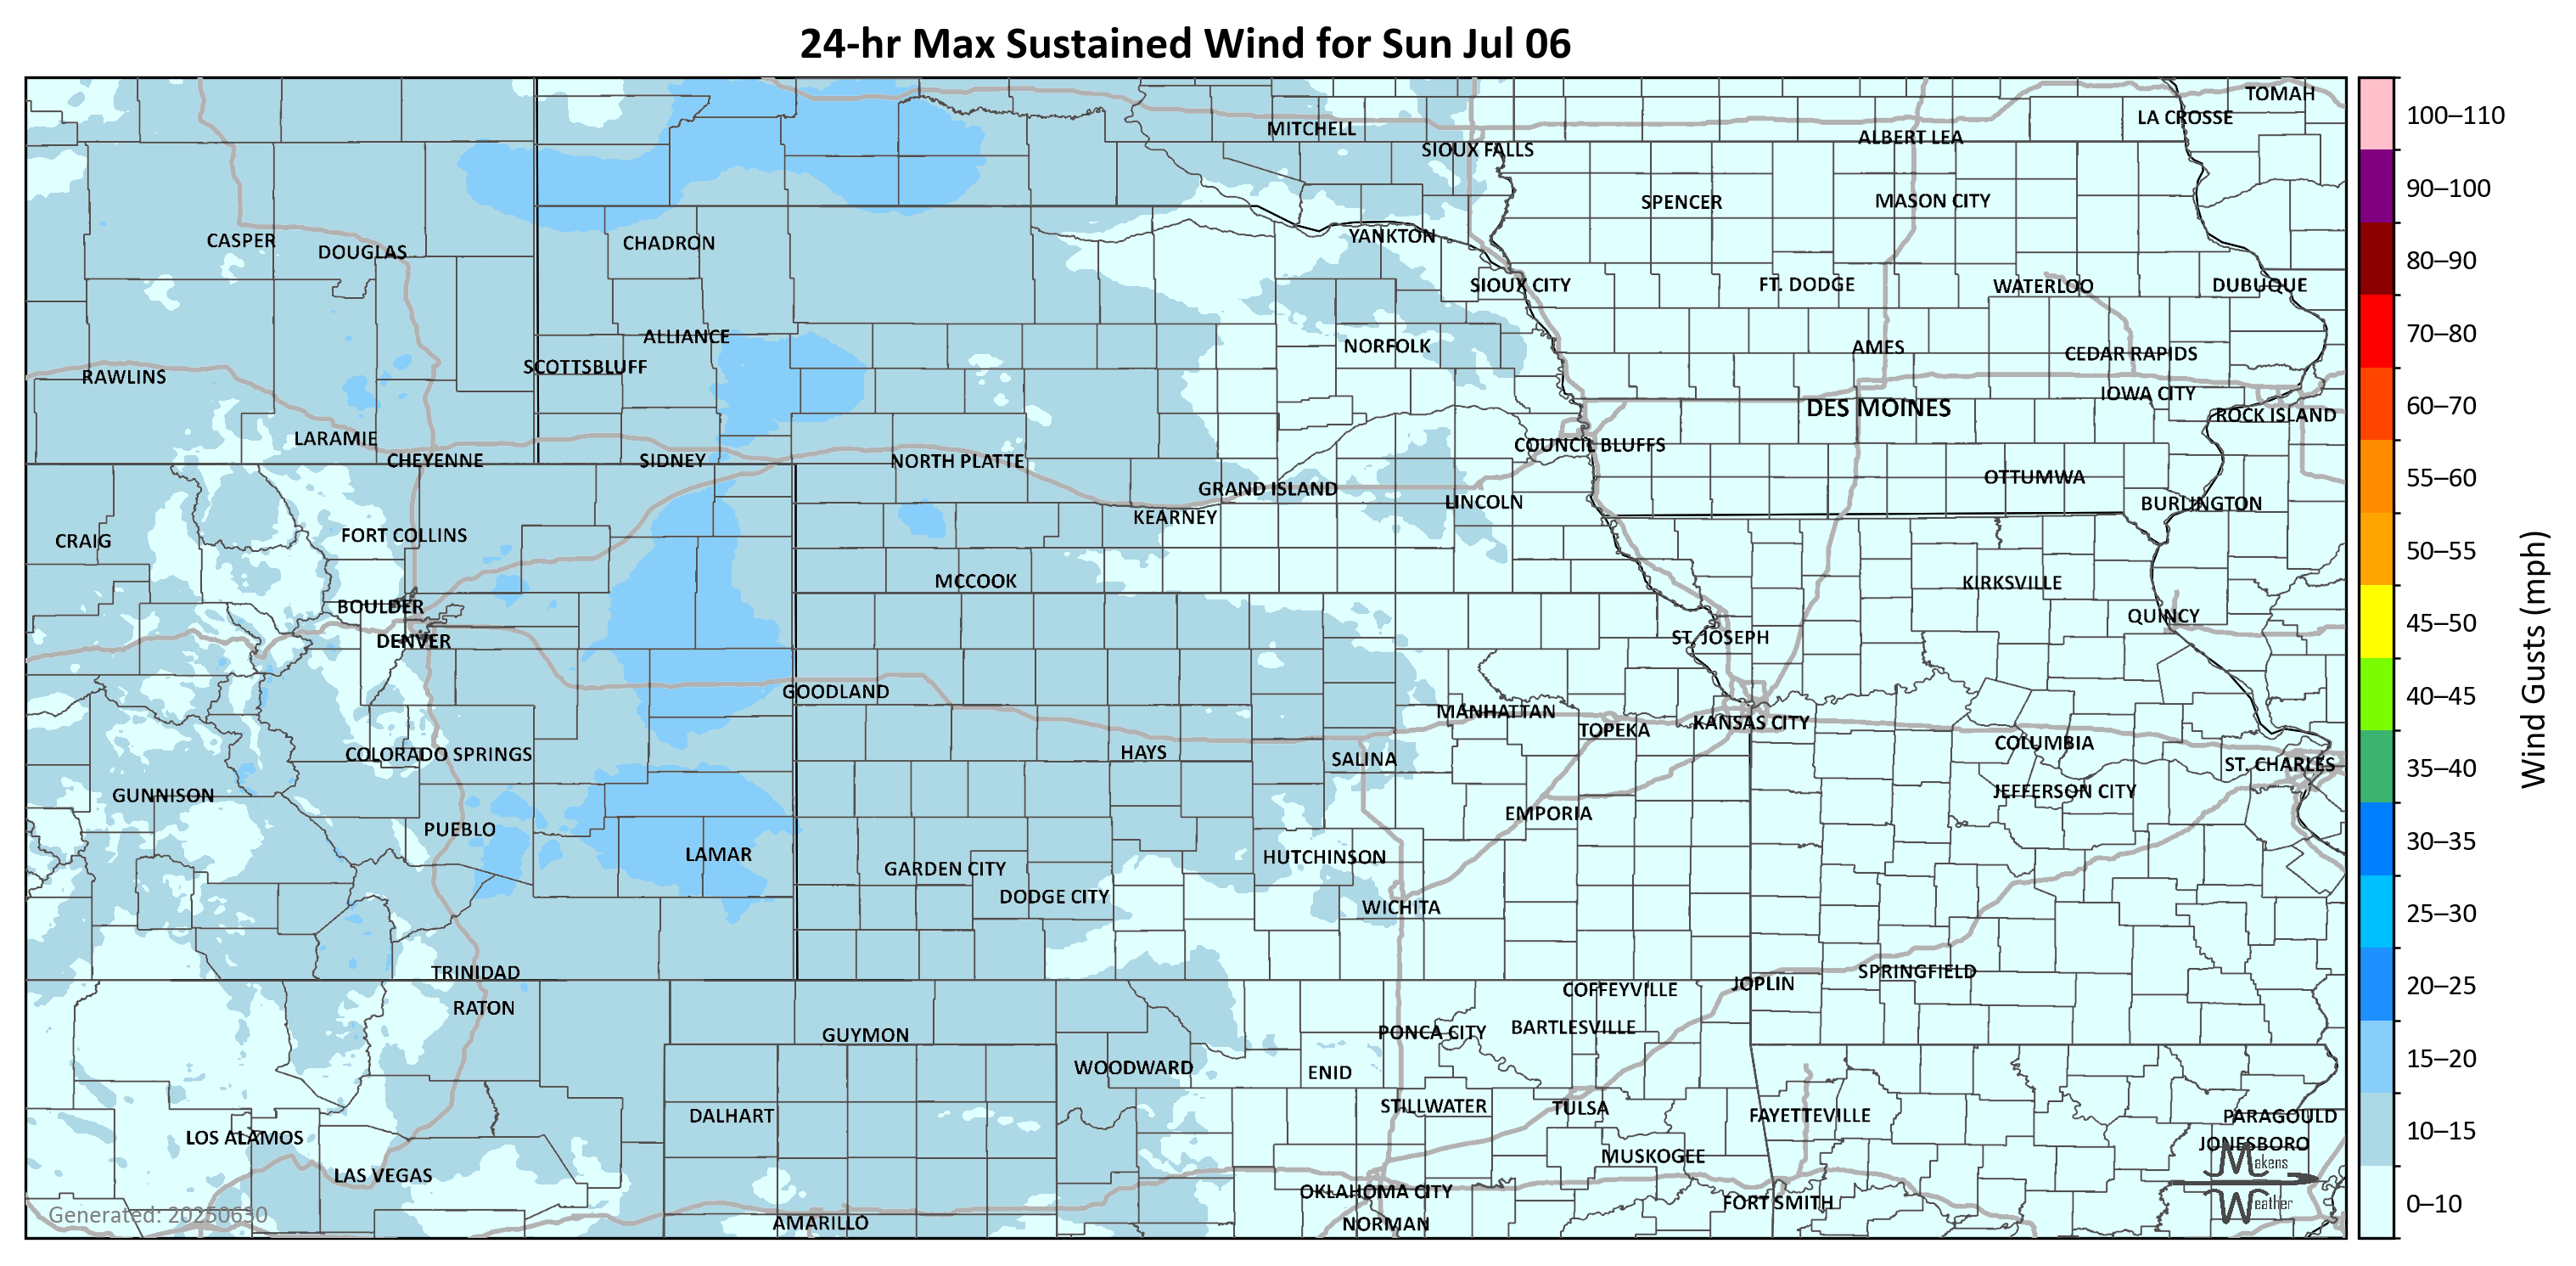 24-hr Max Sustained Wind for Sun Jul 06
TOMAH
LA CROSSE
MITCHELL
ALBERT LEA
SIOUX FALLS
SPENCER
MASON CITY
CASPER
DOUGLAS
CHADRON
YANKTON
SIOUX CITY
FT. DODGE
WATERLOO
DUBUQUE
ALLIANCE
NORFOLK
AMES
CEDAR RAPIDS
SCOTTSBLUFF
RAWLINS
IOWA CITY
DES MOINES
ROCK ISLAND
LARAMIE
COUNCIL BLUFFS
CHEYENNE
SIDNEY
NORTH PLATTE
OTTUMWA
GRAND ISLAND
LINCOLN
BURLINGTON
KEARNEY
CRAIG
FORT COLLINS
MCCOOK
KIRKSVILLE
BOULDER
QUINCY
DENVER
ST. JOSEPH
GOODLAND
MANHATTAN
TOPEKA
KANSAS CITY
COLORADO SPRINGS
HAYS
SALINA
COLUMBIA
ST. CHARLES
GUNNISON
JEFFERSON CITY
EMPORIA
PUEBLO
LAMAR
HUTCHINSON
GARDEN CITY
DODGE CITY
WICHITA
TRINIDAD
SPRINGFIELD
JOPLIN
COFFEYVILLE
RATON
GUYMON
PONCA CITY
BARTLESVILLE
WOODWARD
ENID
STILLWATER
TULSA
DALHART
FAYETTEVILLE
PARAGOULD
LOS ALAMOS
JONESBORO
MUSKOGEE
LAS VEGAS
OKLAHOMA CITY
FORT SMITH
AMARILLO
NORMAN
Makens
Weather
Generated: 20250630
100–110
90–100
80–90
70–80
60–70
55–60
50–55
45–50
40–45
35–40
30–35
25–30
20–25
15–20
10–15
0–10
Wind Gusts (mph)